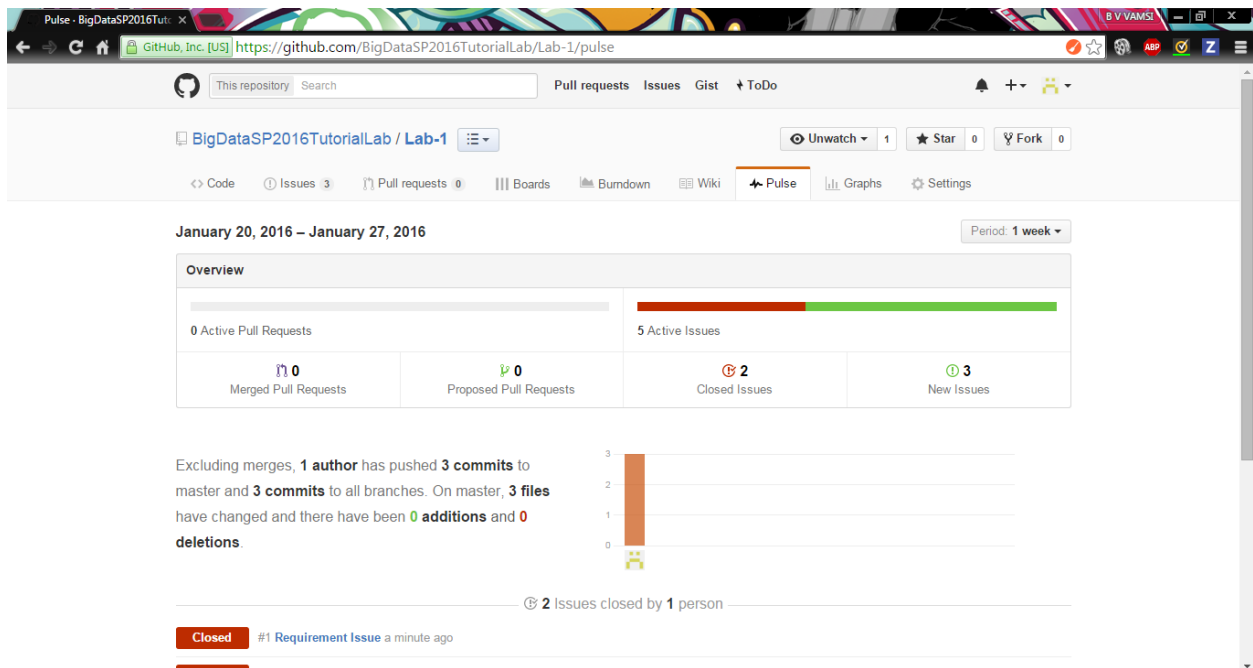 Pulse · BigDataSP2016Tuto
B V VAMSI
GitHub, Inc. [US] https://github.com/BigDataSP2016TutorialLab/Lab-1/pulse
ABP
Z
This repository Search Pull requests Issues Gist ToDo
BigDataSP2016TutorialLab / Lab-1 Unwatch 1 Star 0 Fork 0
Code Issues 3 Pull requests 0 Boards Burndown Wiki Pulse Graphs Settings
January 20, 2016 – January 27, 2016 Period: 1 week
Overview
0 Active Pull Requests 5 Active Issues
0 0 2 3
Merged Pull Requests Proposed Pull Requests Closed Issues New Issues
Excluding merges, 1 author has pushed 3 commits to
master and 3 commits to all branches. On master, 3 files
have changed and there have been 0 additions and 0
deletions.
3
2
1
0
2 Issues closed by 1 person
Closed #1 Requirement Issue a minute ago